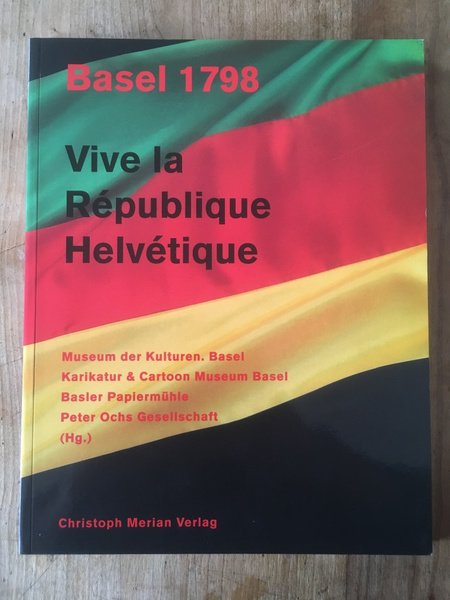 Basel 1798
Vive la
République
Helvétique
Museum der Kulturen. Basel
Karikatur & Cartoon Museum Basel
Basler Papiermühle
Peter Ochs Gesellschaft
(Hg.)
Christoph Merian Verlag